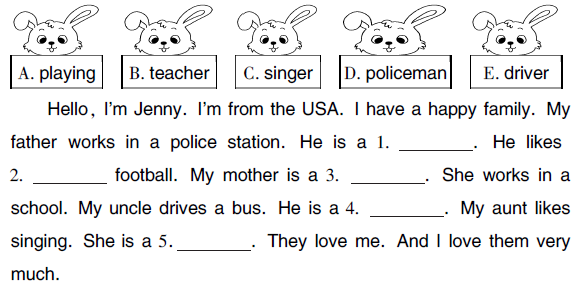 A. playing B. teacher C. singer D. policeman E. driver
Hello, I'm Jenny. I'm from the USA. I have a happy family. My
father works in a police station. He is a 1. ________. He likes
2. ________ football. My mother is a 3. ________. She works in a
school. My uncle drives a bus. He is a 4. ________. My aunt likes
singing. She is a 5. ________. They love me. And I love them very
much.